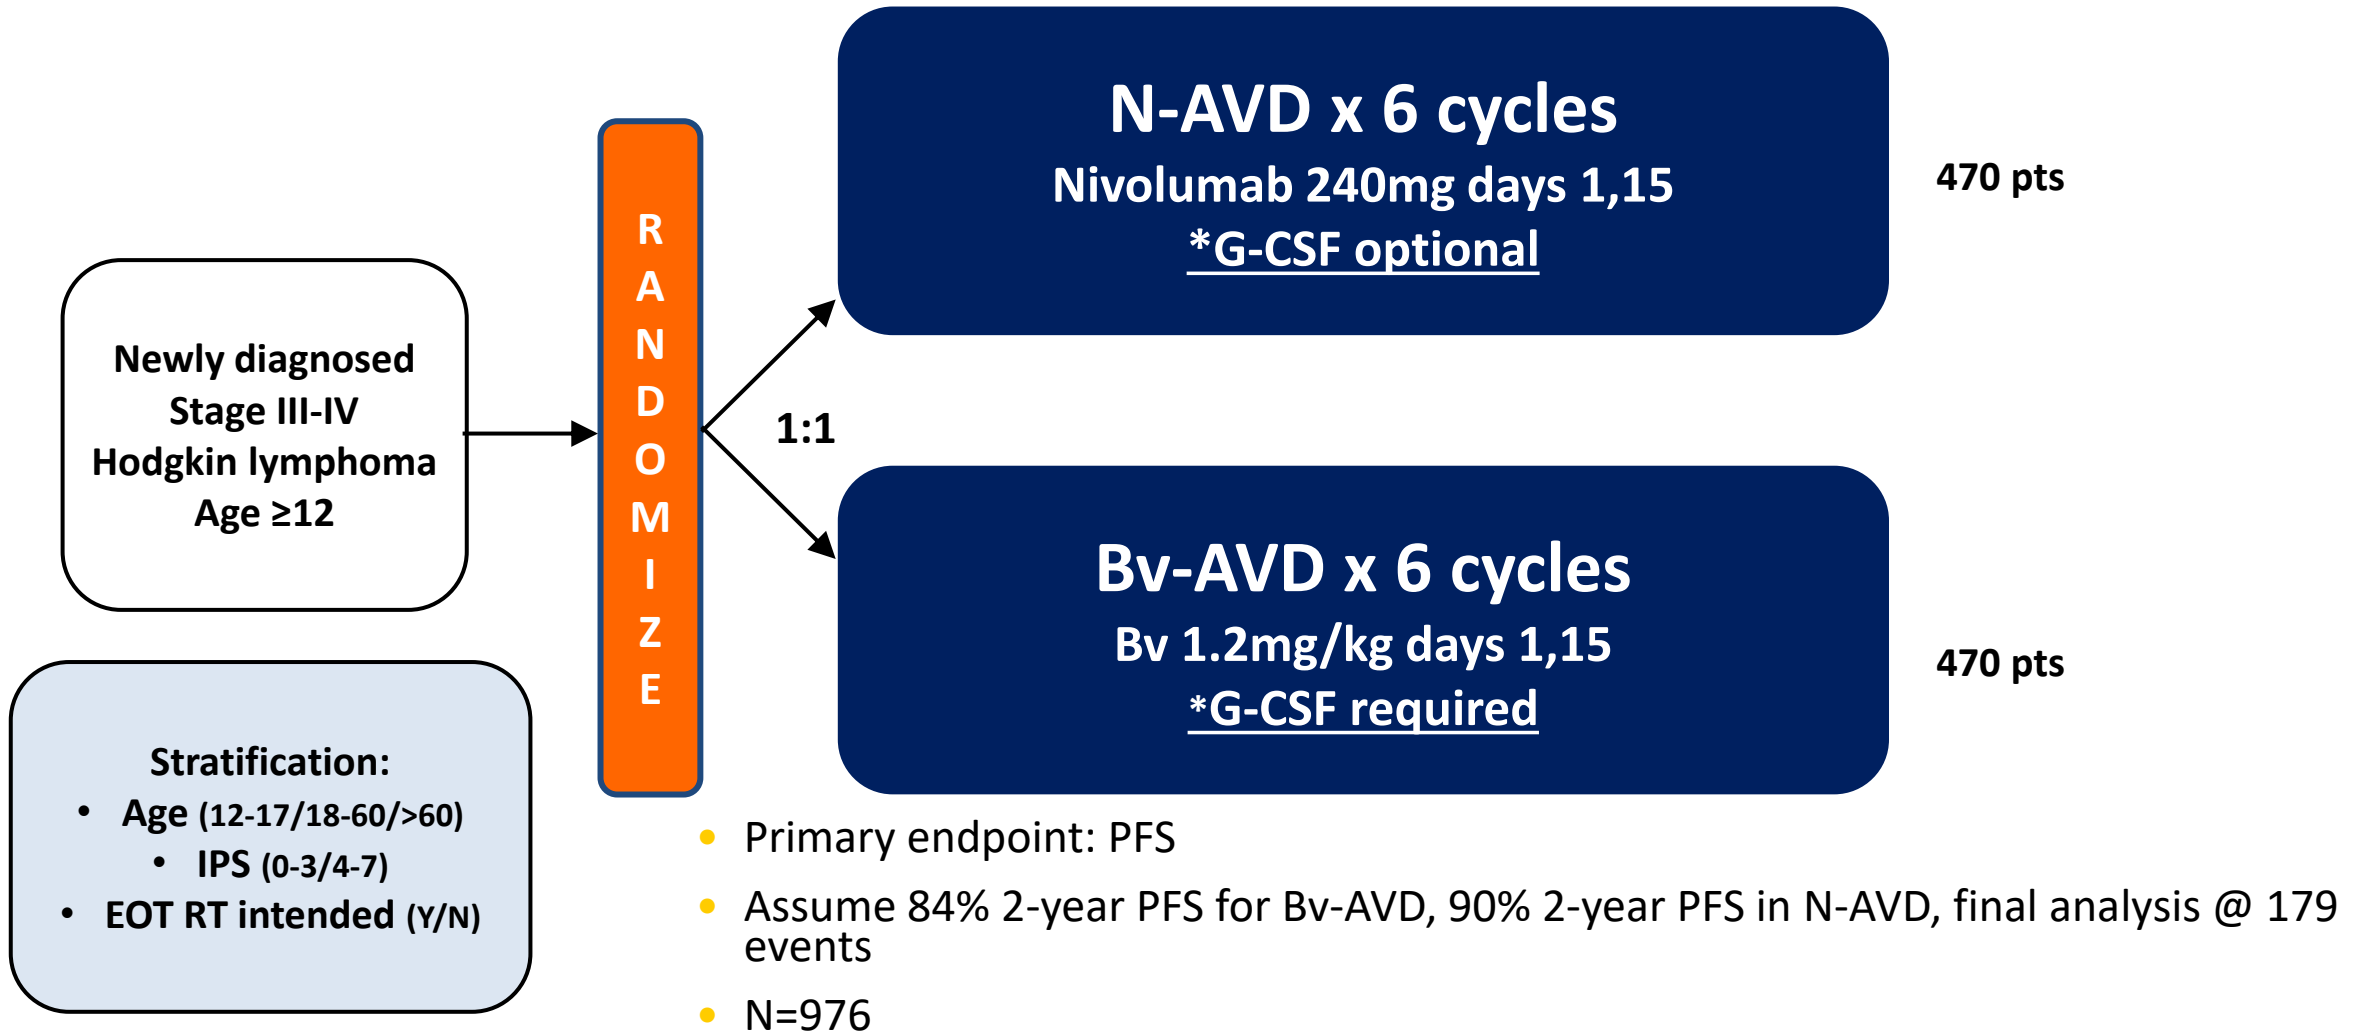 Newly diagnosed
Stage III-IV
Hodgkin lymphoma
Age ≥12
Stratification:
• Age (12-17/18-60/>60)
• IPS (0-3/4-7)
• EOT RT intended (Y/N)
R
A
N
D
O
M
I
Z
E
1:1
N-AVD x 6 cycles
Nivolumab 240mg days 1,15
*G-CSF optional
470 pts
Bv-AVD x 6 cycles
Bv 1.2mg/kg days 1,15
*G-CSF required
470 pts
• Primary endpoint: PFS
• Assume 84% 2-year PFS for Bv-AVD, 90% 2-year PFS in N-AVD, final analysis @ 179
events
• N=976